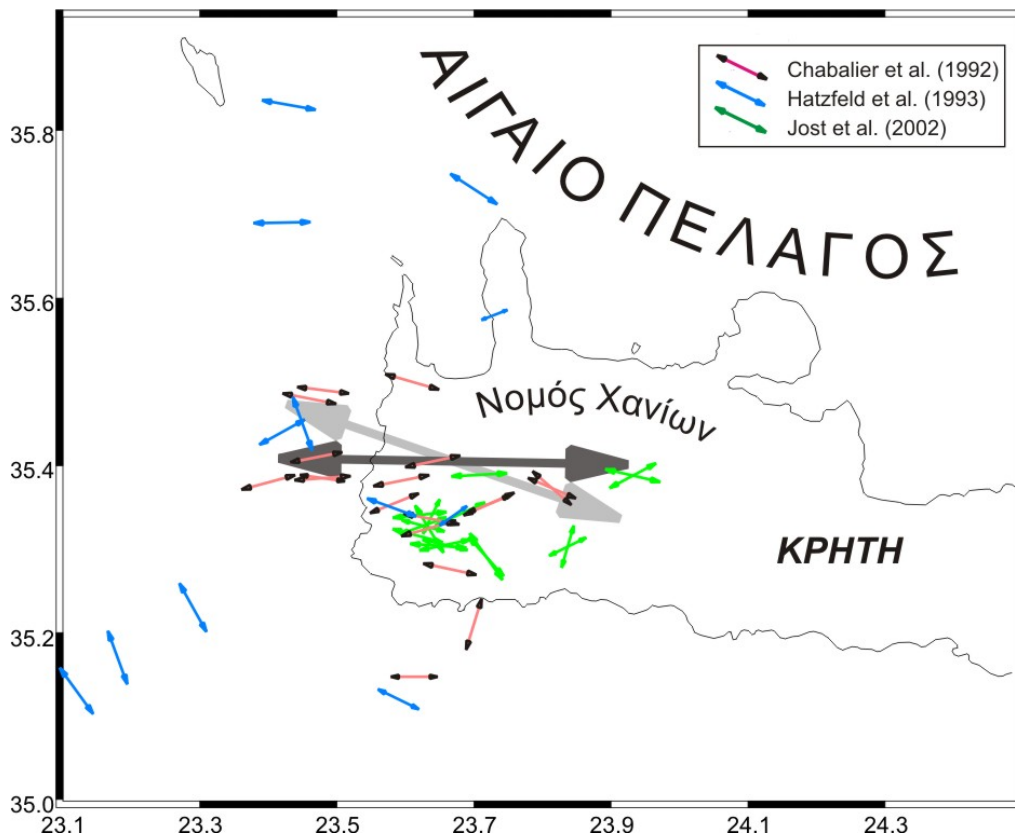 Chabalier et al. (1992)
Hatzfeld et al. (1993)
Jost et al. (2002)
ΑΙΓΑΙΟ ΠΕΛΑΓΟΣ
Νομός Χανίων
ΚΡΗΤΗ
35.8
35.6
35.4
35.2
35.0
23.1 23.3 23.5 23.7 23.9 24.1 24.3